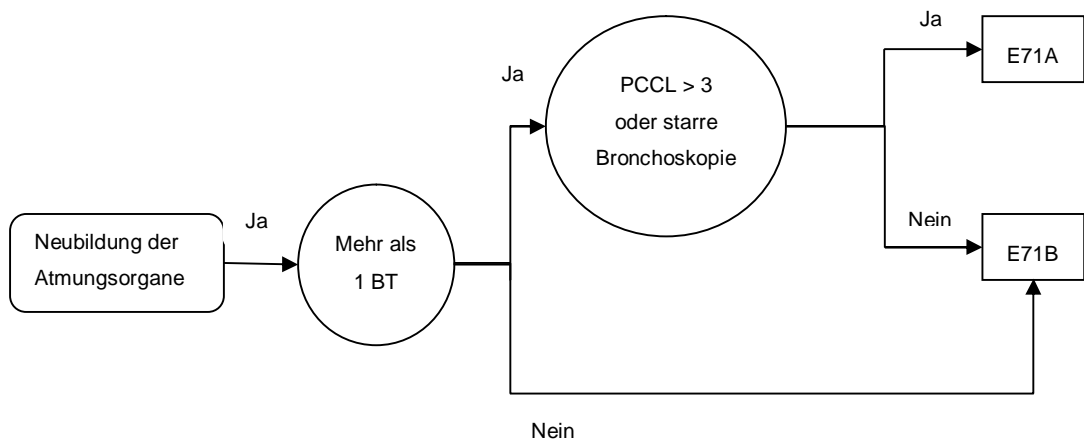 Neubildung der
Atmungsorgane
Ja
Mehr als
1 BT
Ja
PCCL > 3
oder starre
Bronchoskopie
Ja
E71A
Nein
E71B
Nein